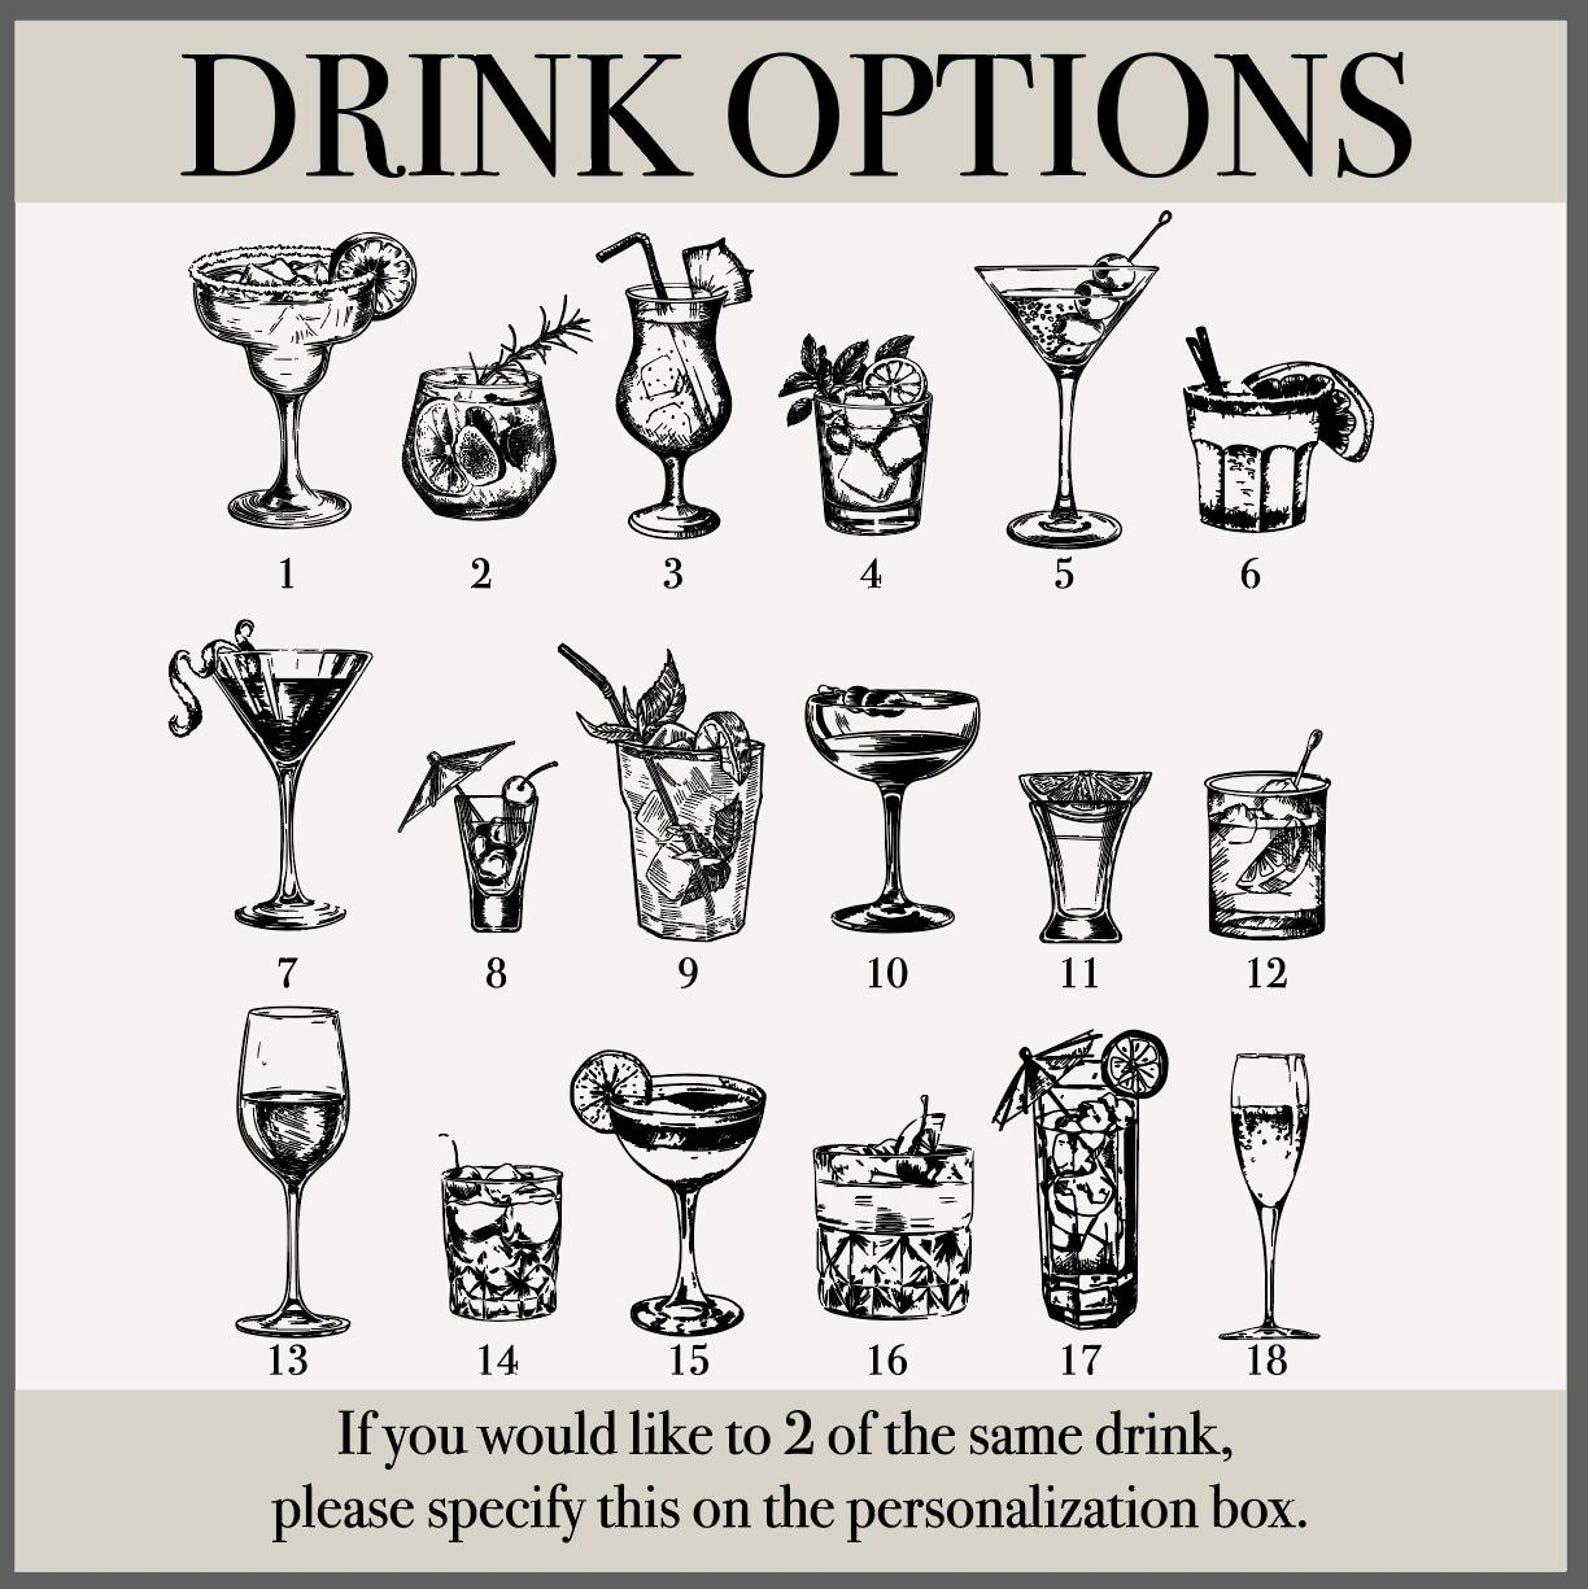 DRINK OPTIONS
1 2 3 4 5 6
7 8 9 10 11 12
13 14 15 16 17 18
If you would like to 2 of the same drink,
please specify this on the personalization box.